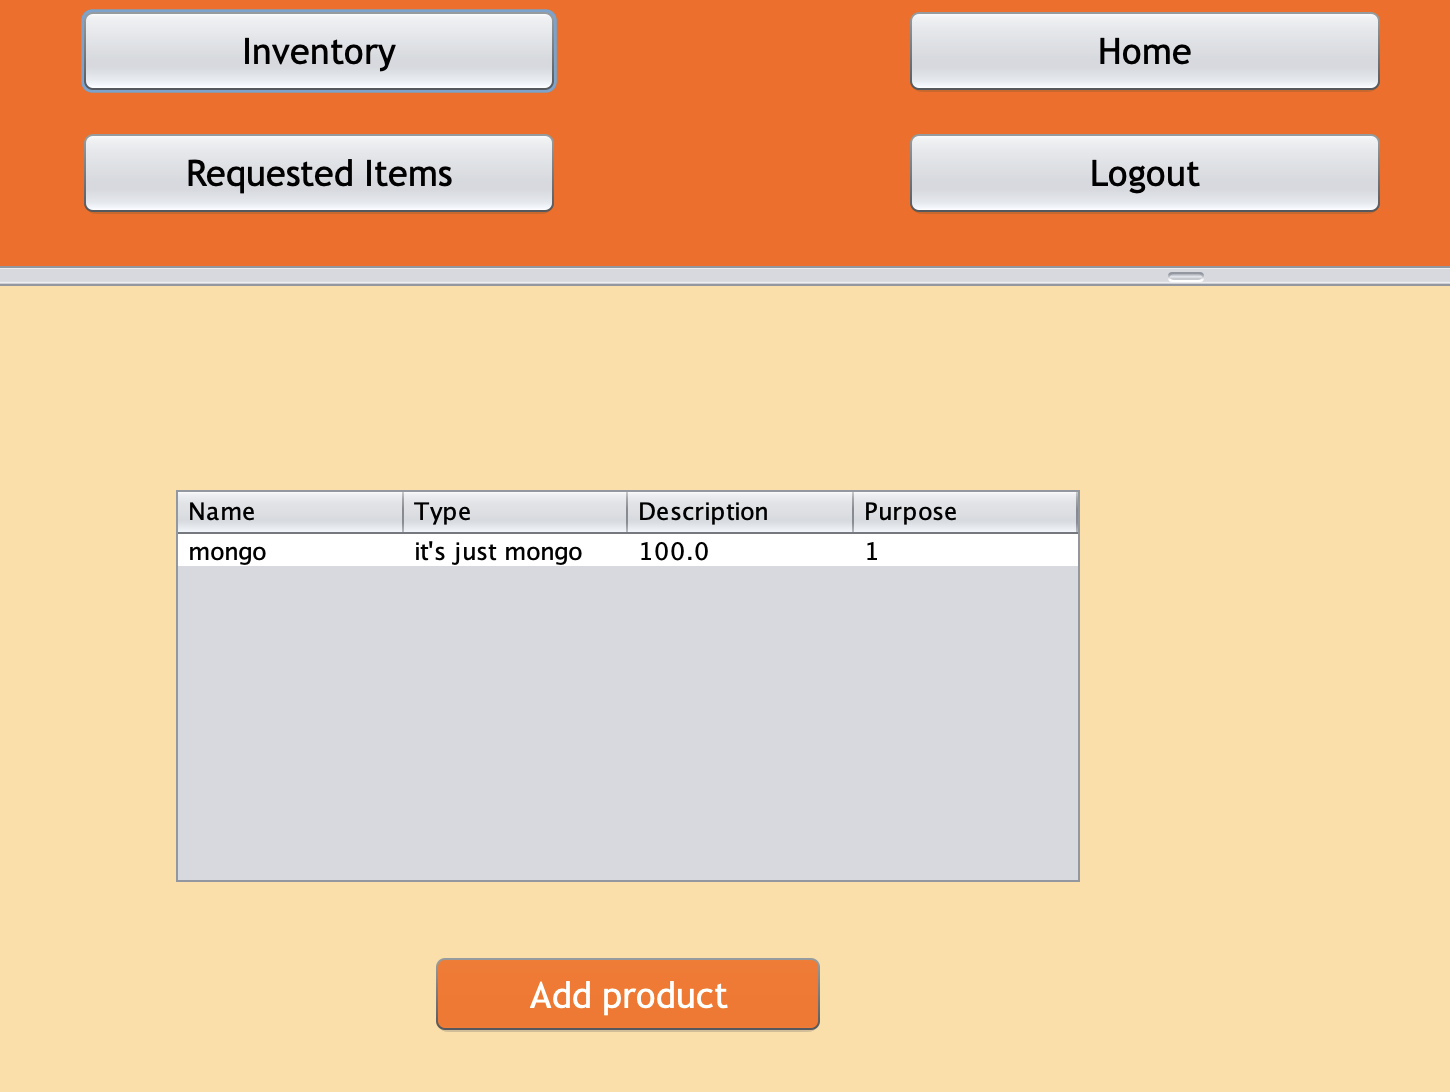 Inventory
Home
Requested Items
Logout
Name Type Description Purpose
mongo it's just mongo 100.0 1
Add product